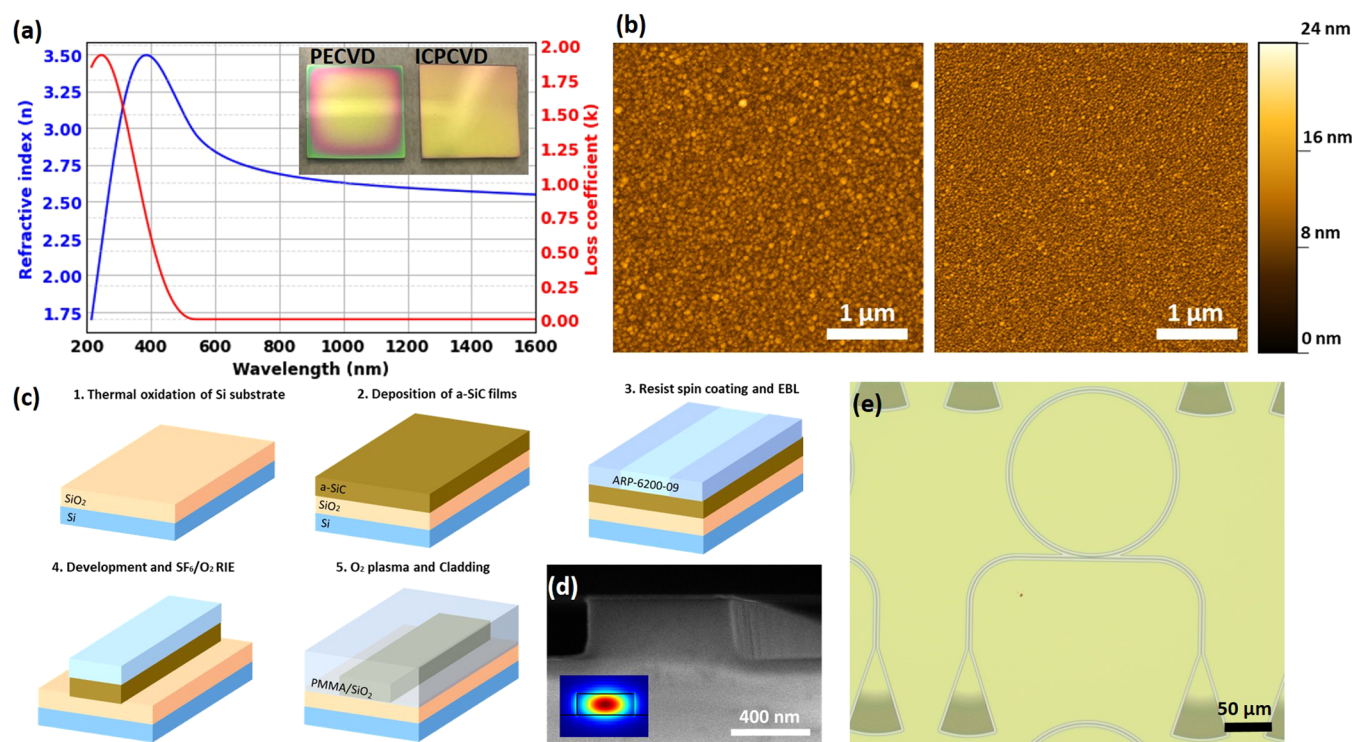 (a)
Refractive index (n)
3.50
3.25
3.00
2.75
2.50
2.25
2.00
1.75
PECVD ICPCVD
2.00
1.75
1.50
1.25
1.00
0.75
0.50
0.25
0.00
Loss coefficient (k)
200 400 600 800 1000 1200 1400 1600
Wavelength (nm)
(b)
1 μm
1 μm
24 nm
16 nm
8 nm
0 nm
(c)
1. Thermal oxidation of Si substrate
SiO₂
Si
2. Deposition of a-SiC films
a-SiC
SiO₂
Si
3. Resist spin coating and EBL
ARP-6200-09
4. Development and SF₆/O₂ RIE
5. O₂ plasma and Cladding
PMMA/SiO₂
(d)
400 nm
(e)
50 μm